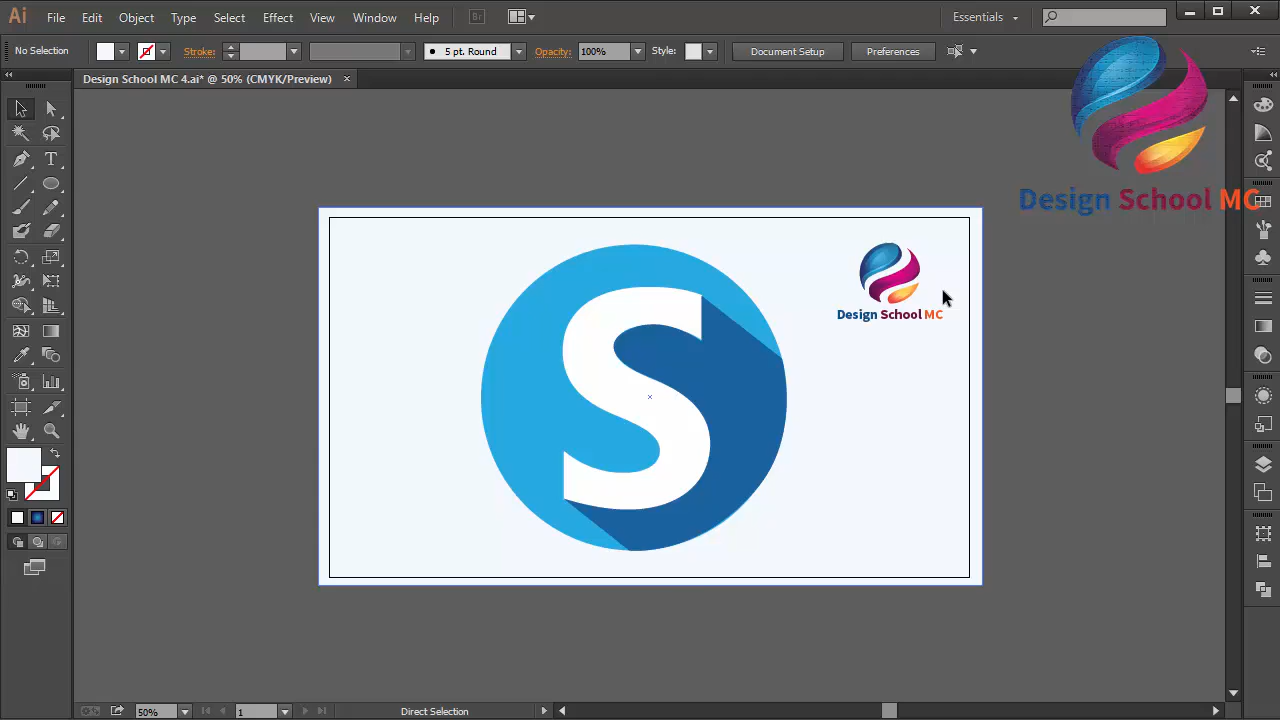 Ai File Edit Object Type Select Effect View Window Help Br Essentials
No Selection Stroke: 5 pt. Round Opacity: 100% Style: Document Setup Preferences
Design School MC 4.ai* @ 50% (CMYK/Preview) ×
Design School MC
S
Design School MC
50% 1 Direct Selection